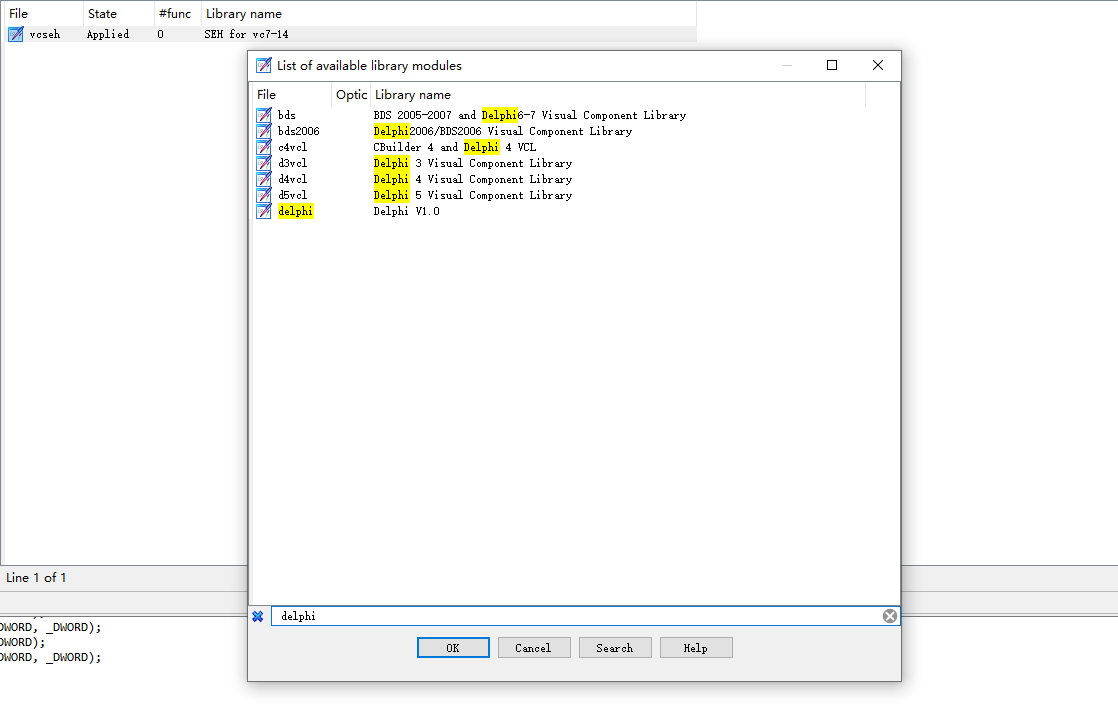 File State #func Library name
vcseh Applied 0 SEH for vc7-14
List of available library modules
File Optic Library name
bds BDS 2005-2007 and Delphi6-7 Visual Component Library
bds2006 Delphi2006/BDS2006 Visual Component Library
c4vcl CBuilder 4 and Delphi 4 VCL
d3vcl Delphi 3 Visual Component Library
d4vcl Delphi 4 Visual Component Library
d5vcl Delphi 5 Visual Component Library
delphi Delphi V1.0
Line 1 of 1
delphi
DWORD, _DWORD);
DWORD);
DWORD, _DWORD);
OK Cancel Search Help